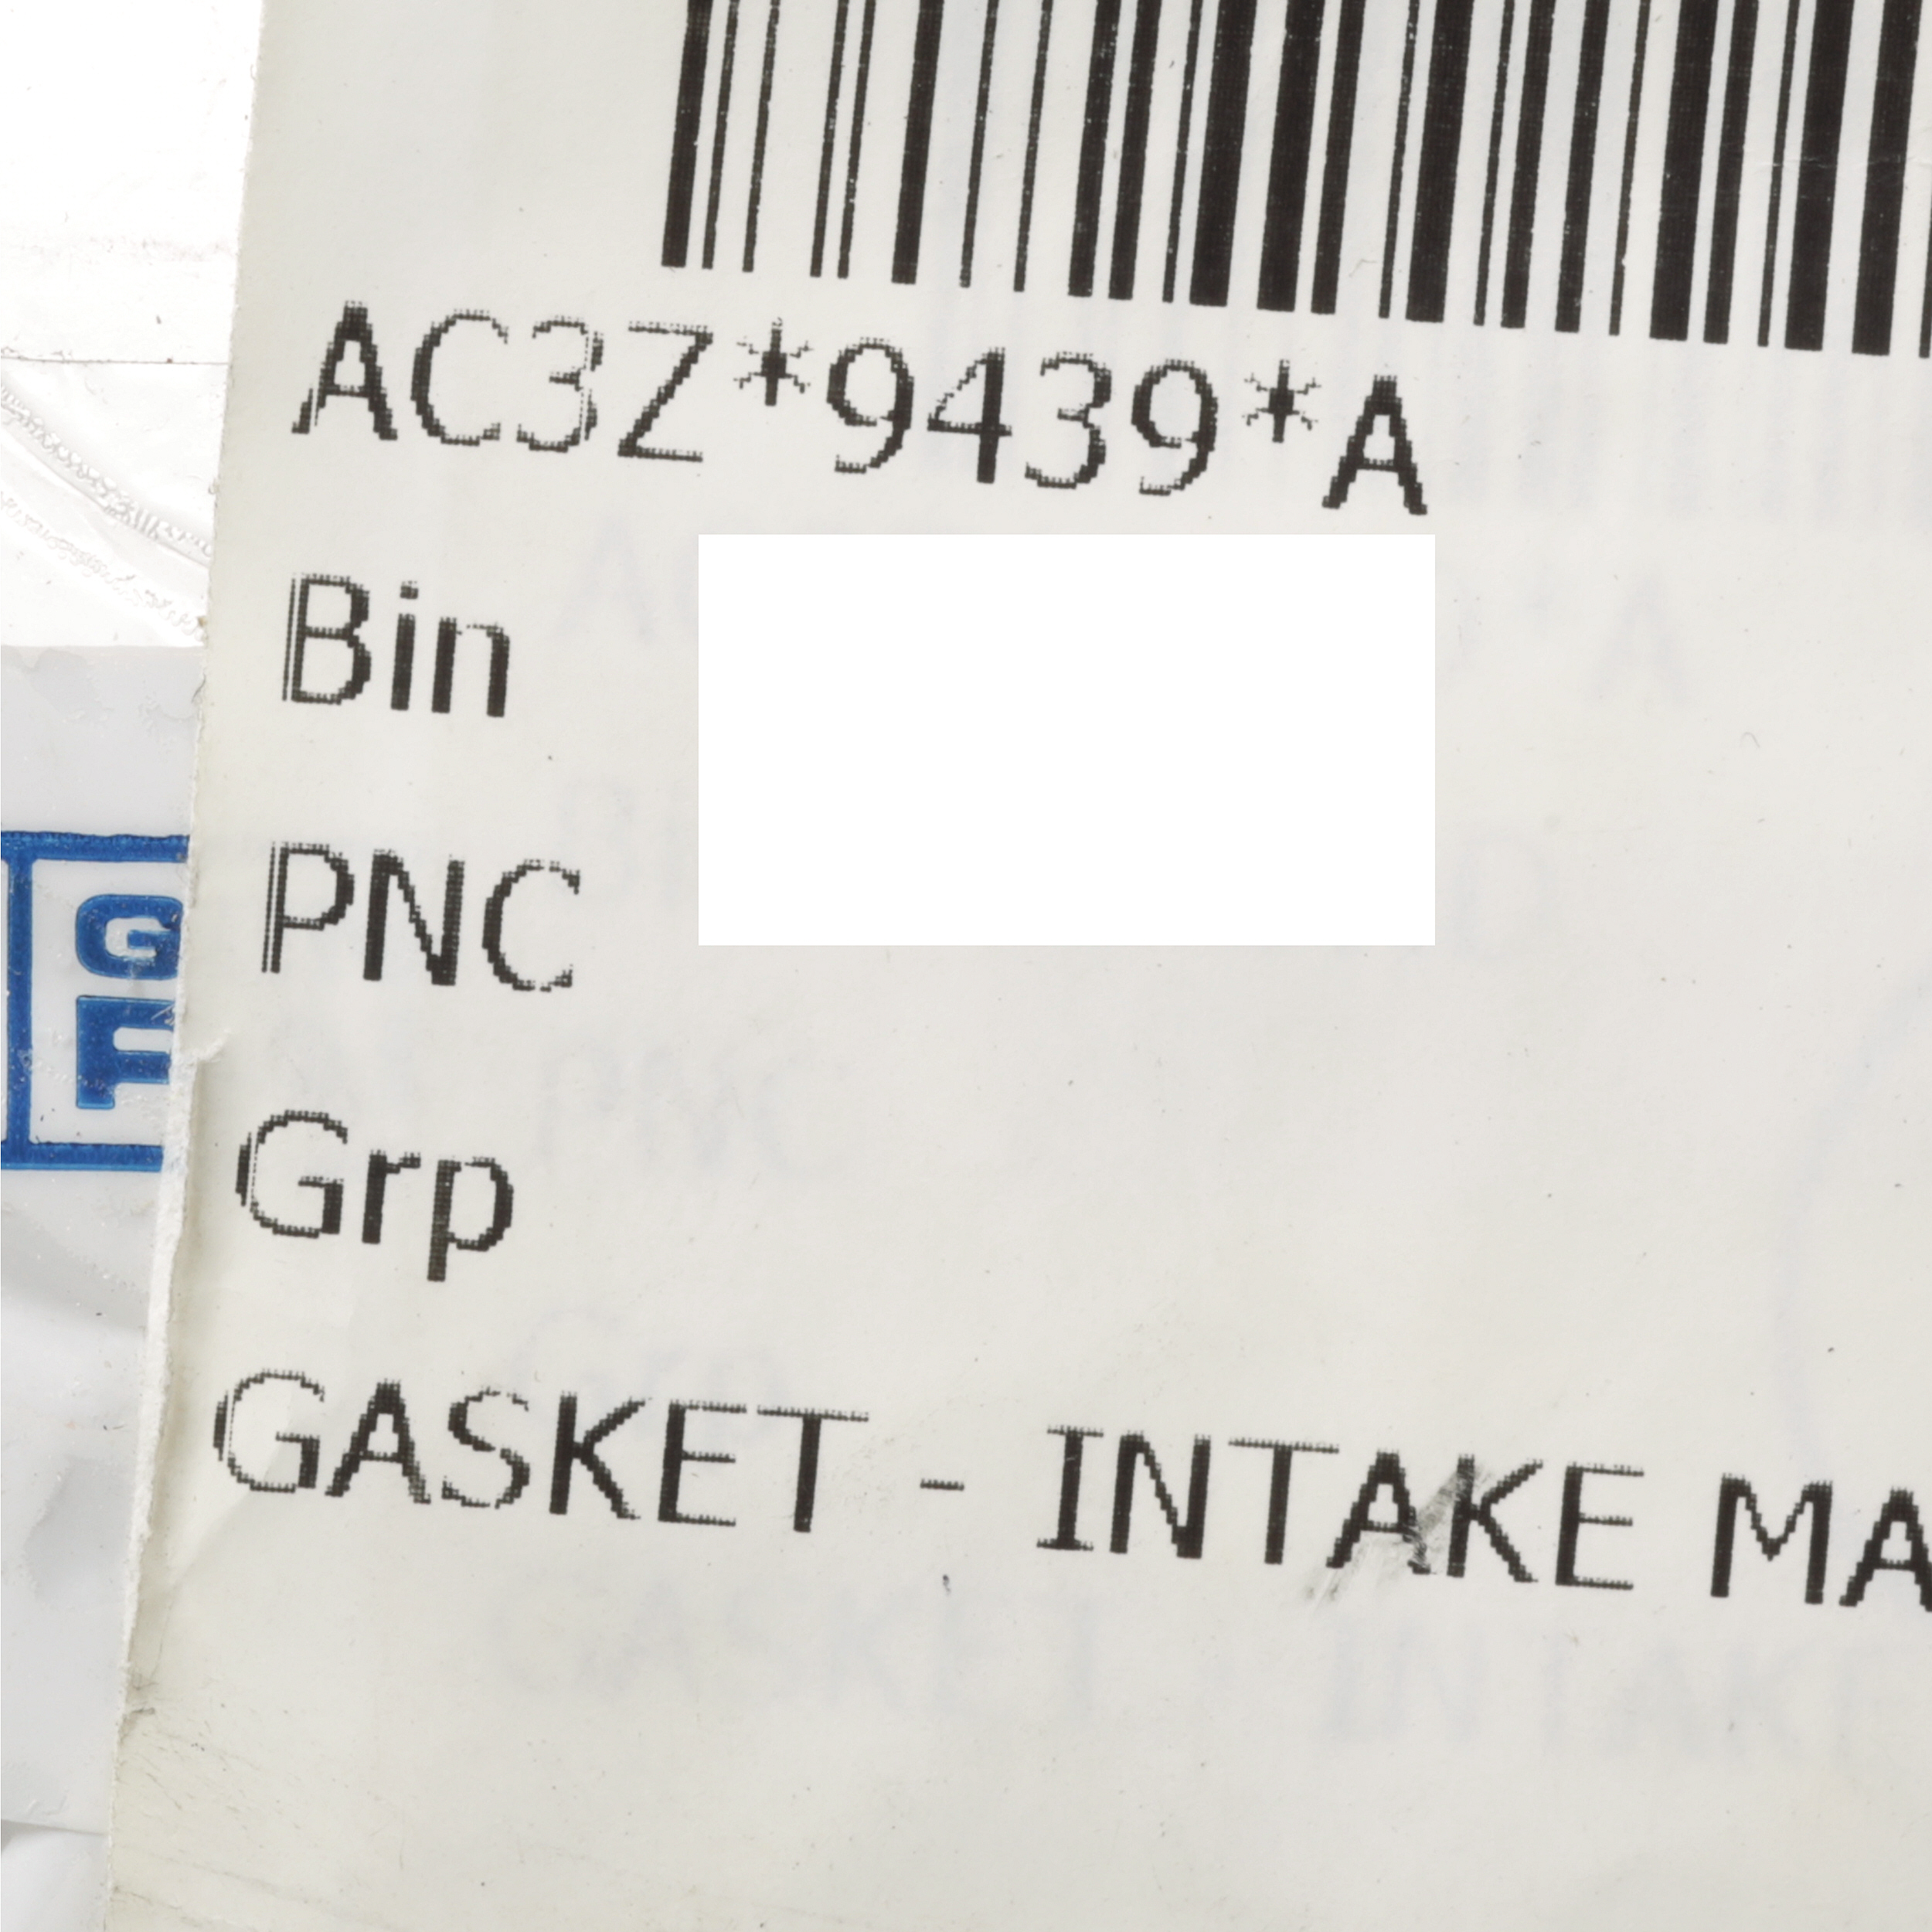 AC3Z*9439*A
Bin
PNC
Grp
GASKET - INTAKE MA
G
F